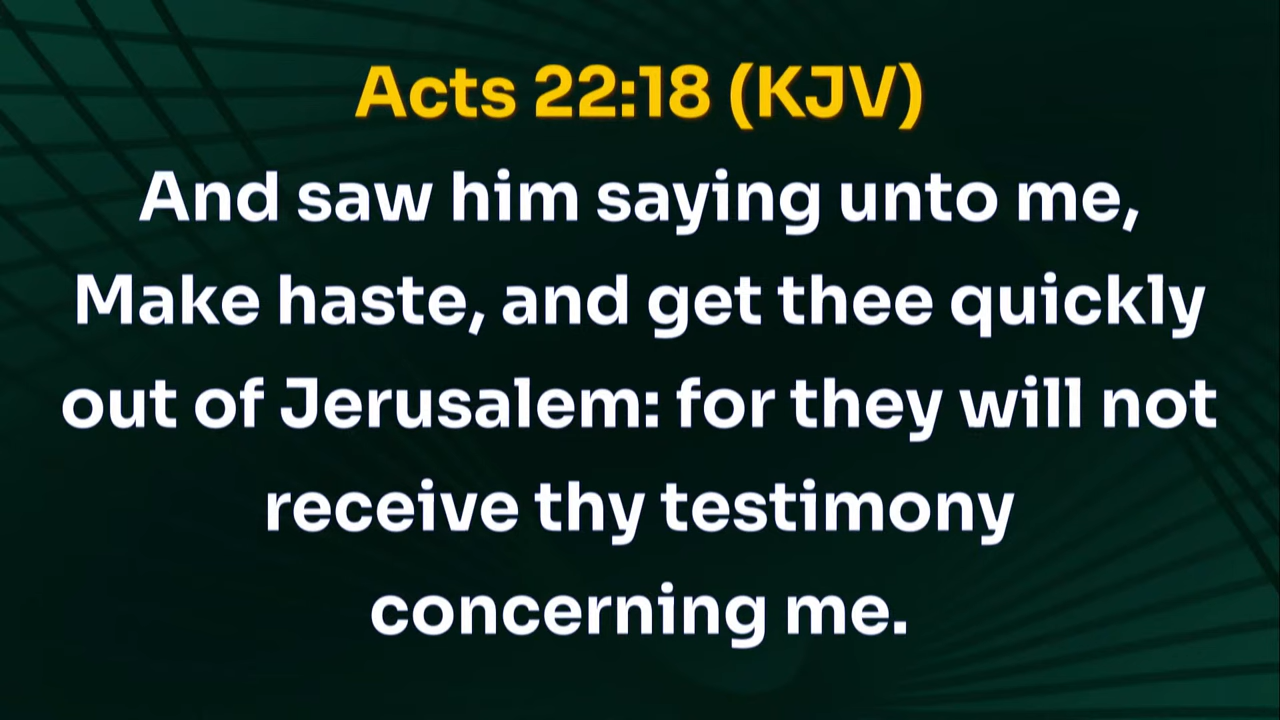 Acts 22:18 (KJV)
And saw him saying unto me,
Make haste, and get thee quickly
out of Jerusalem: for they will not
receive thy testimony
concerning me.